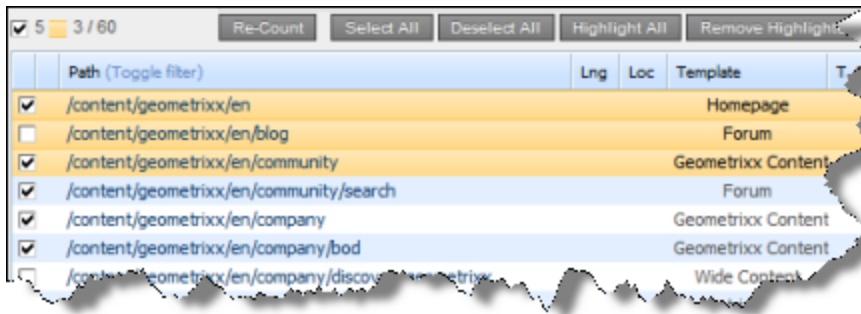 5 3 / 60 Re-Count Select All Deselect All Highlight All Remove Highlight
Path (Toggle filter) Lng Loc Template
/content/geometrixx/en Homepage
/content/geometrixx/en/blog Forum
/content/geometrixx/en/community Geometrixx Content
/content/geometrixx/en/community/search Forum
/content/geometrixx/en/company Geometrixx Content
/content/geometrixx/en/company/bod Geometrixx Content
Wide Content